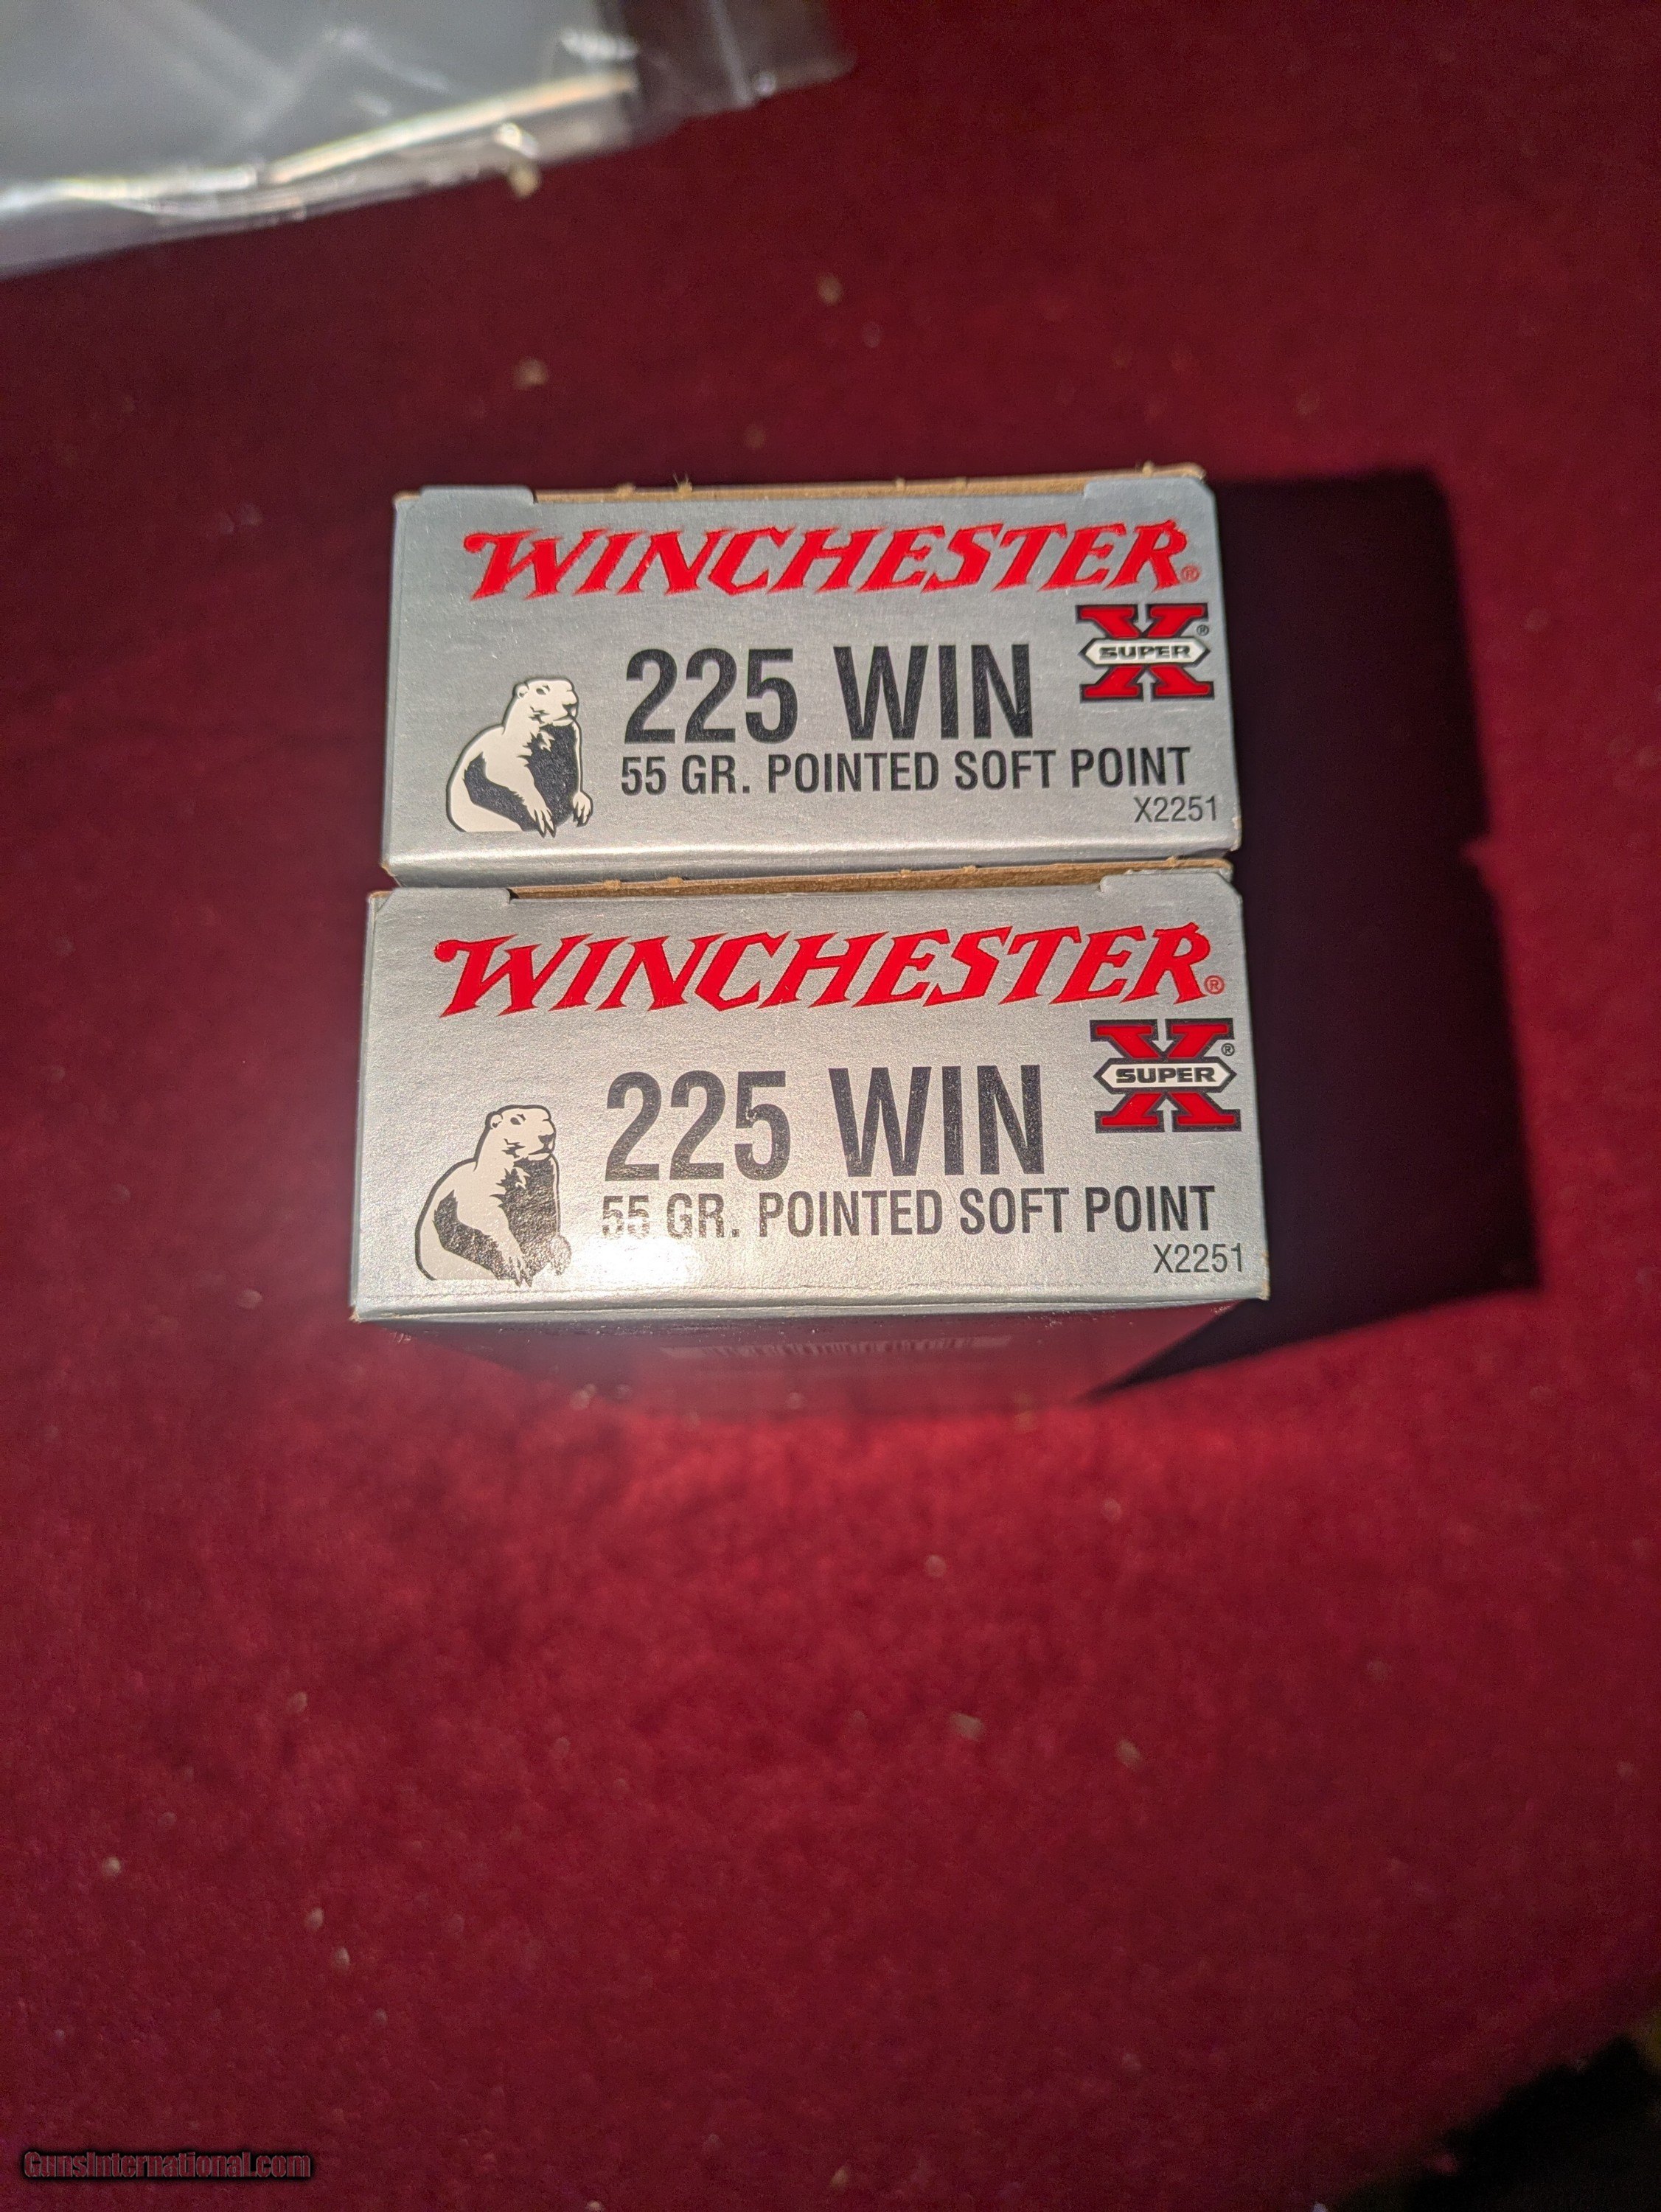 WINCHESTER®
X SUPER ®
225 WIN
55 GR. POINTED SOFT POINT
X2251
WINCHESTER®
X SUPER ®
225 WIN
55 GR. POINTED SOFT POINT
X2251
GunsInternational.com